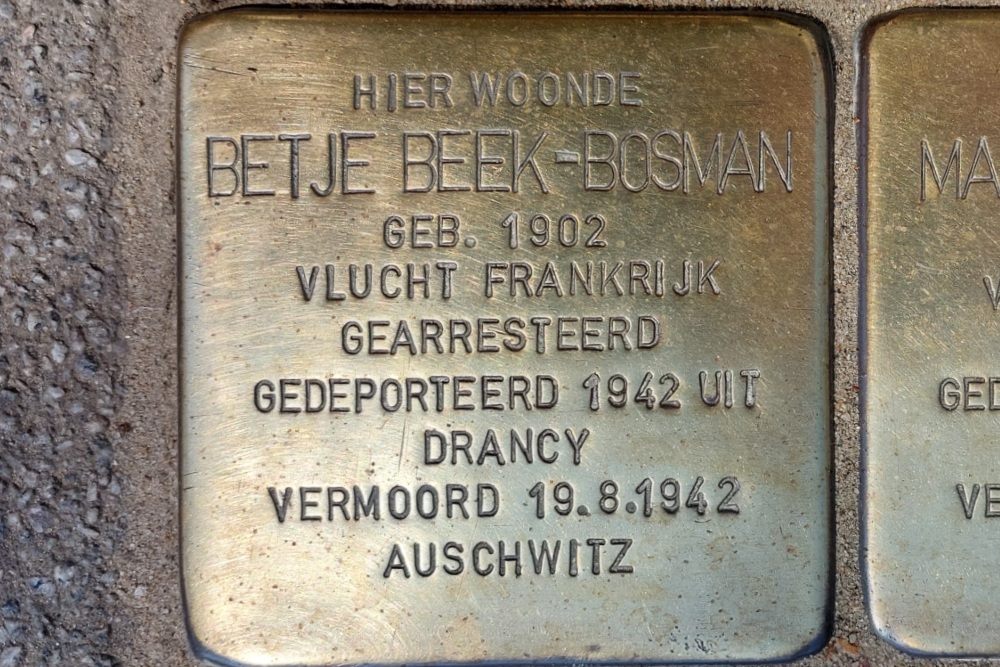 HIER WOONDE
BETJE BEEK-BOSMAN
GEB. 1902
VLUCHT FRANKRIJK
GEARRESTEERD
GEDEPORTEERD 1942 UIT
DRANCY
VERMOORD 19.8.1942
AUSCHWITZ